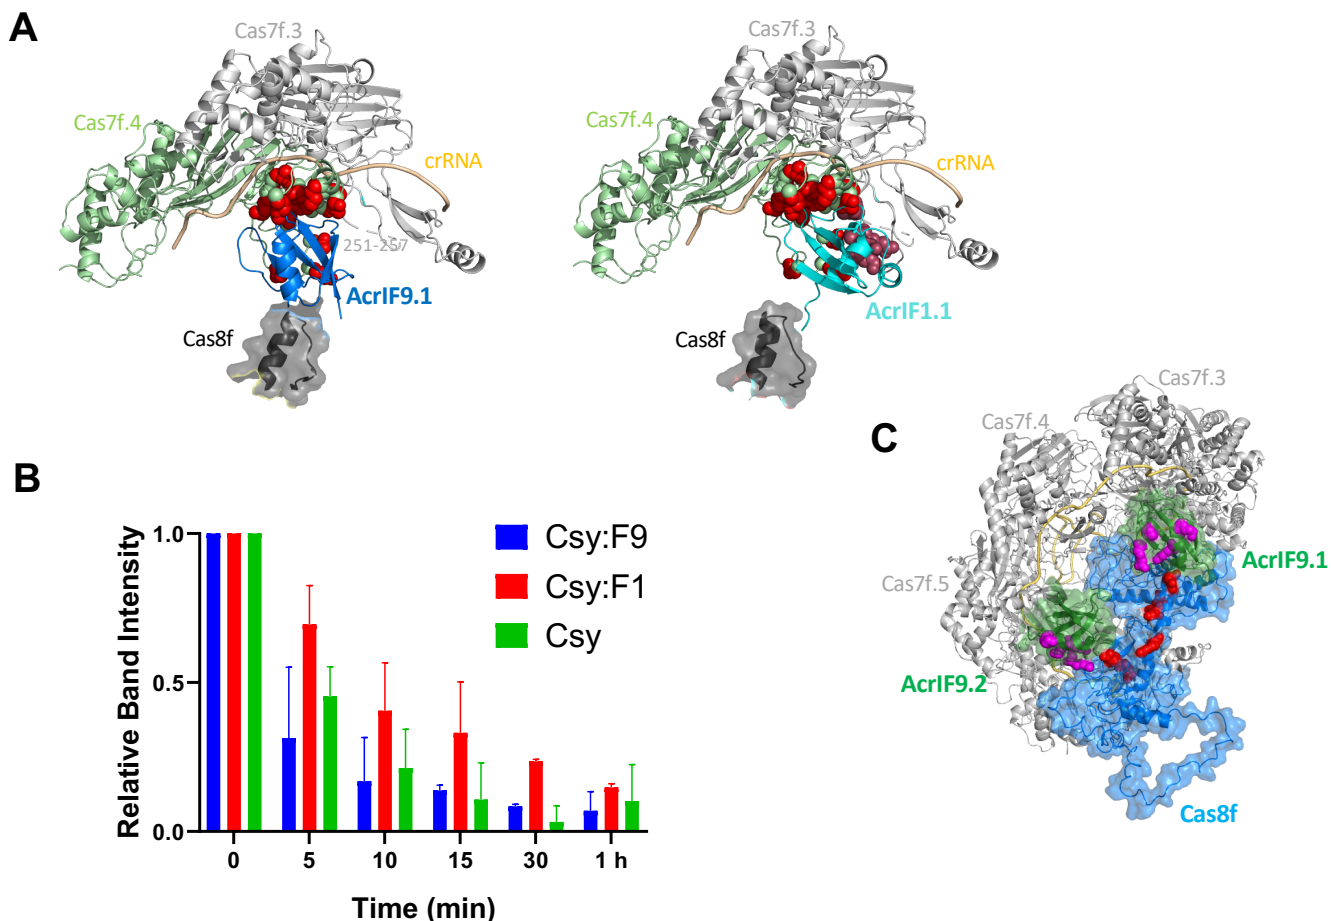 A
Cas7f.3
Cas7f.4
crRNA
251-257
AcrIF9.1
Cas8f
Cas7f.3
Cas7f.4
crRNA
AcrIF1.1
Cas8f
B
Relative Band Intensity
1.0
0.5
0.0
Csy:F9
Csy:F1
Csy
0 5 10 15 30 1 h
Time (min)
C
Cas7f.3
Cas7f.4
Cas7f.5
AcrIF9.1
AcrIF9.2
Cas8f